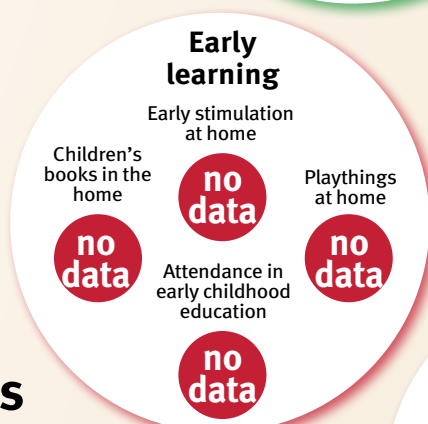 Early
learning
Early stimulation
at home
no
data
Children's
books in the
home
no
data
Playthings
at home
no
data
Attendance in
early childhood
education
no
data
s